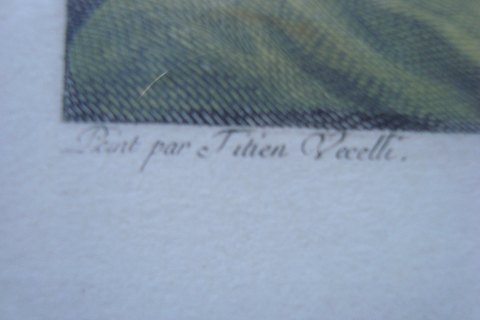 Peint par Titien Vecelli.